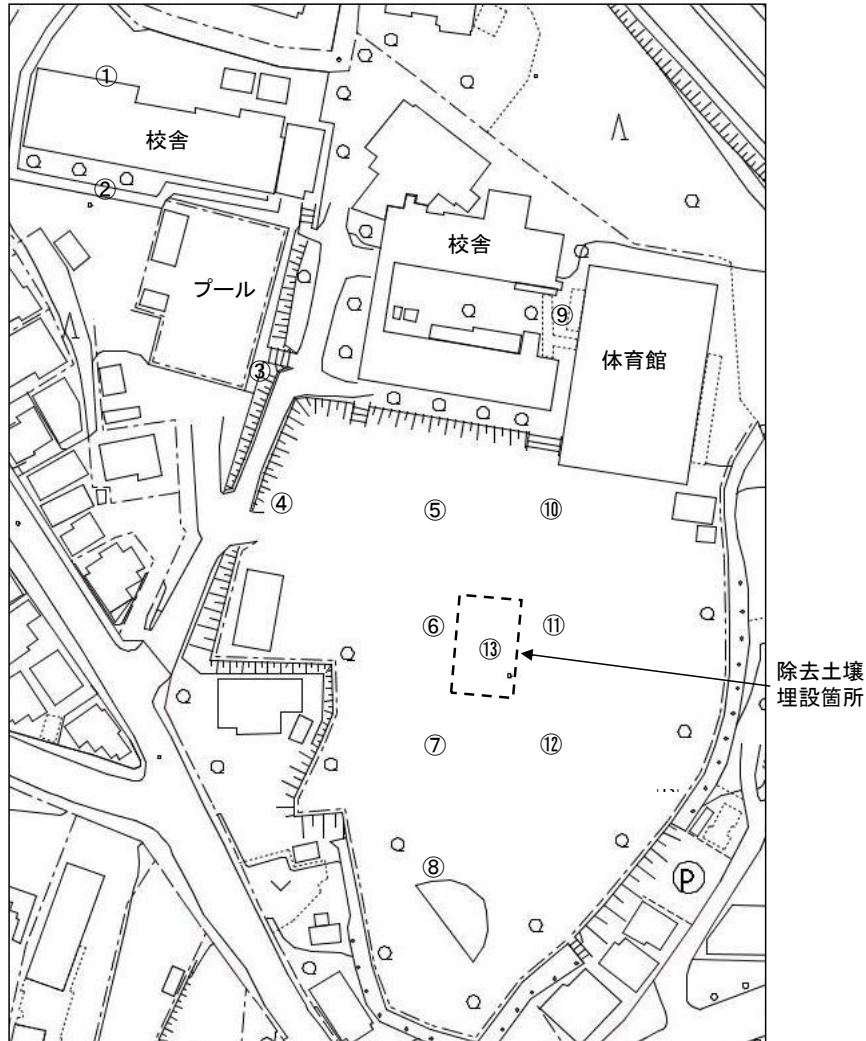 ①
校舎
②
プール
校舎
⑨
体育館
③
④
⑤
⑩
⑥
⑪
⑬
除去土壌
埋設箇所
⑦
⑫
⑧
P